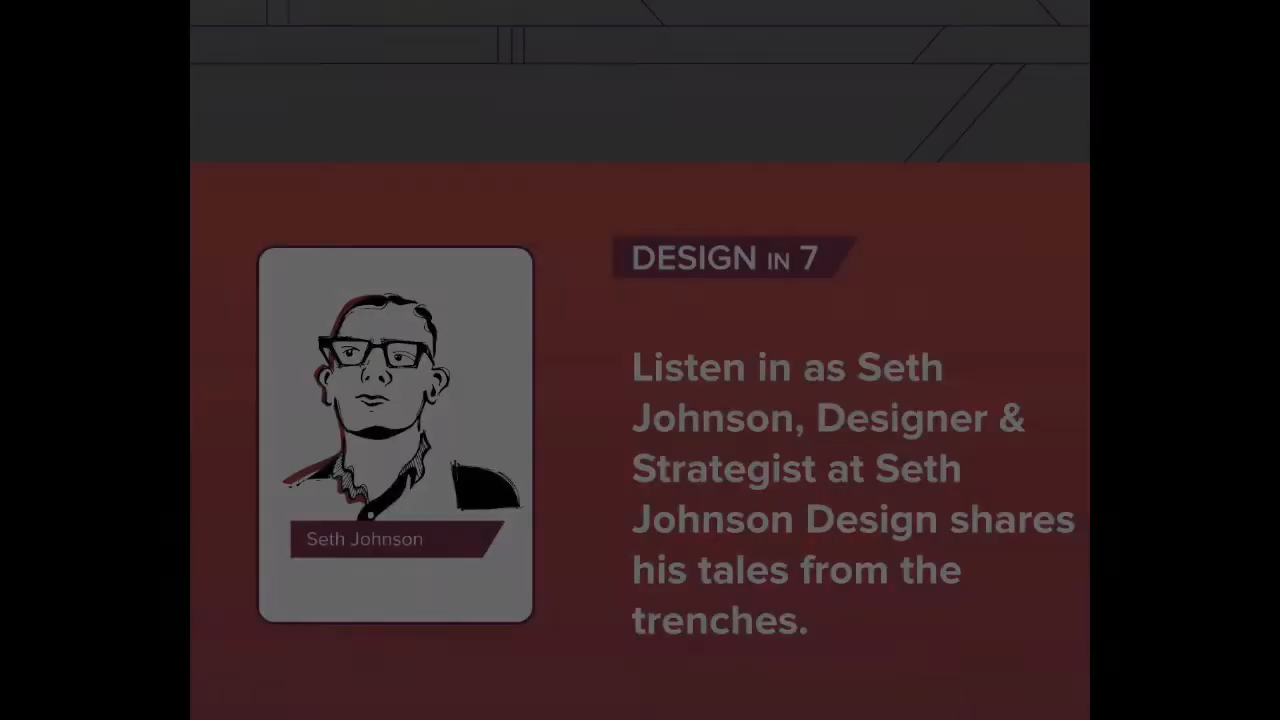 DESIGN IN 7
Listen in as Seth
Johnson, Designer &
Strategist at Seth
Johnson Design shares
his tales from the
trenches.
Seth Johnson